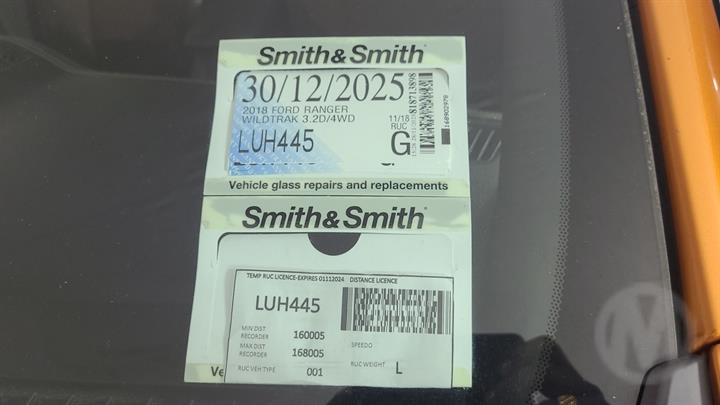 Smith&Smith®
30/12/2025
2018 FORD RANGER
WILDTRAK 3.2D/4WD
11/18
RUC
LUH445
G
Vehicle glass repairs and replacements
Smith&Smith®
TEMP RUC LICENCE-EXPIRES 01112024 DISTANCE LICENCE
LUH445
MIN DIST
RECORDER 160005
MAX DIST
RECORDER 168005
SPEEDO
RUC VEH TYPE 001
RUC WEIGHT L
Ve